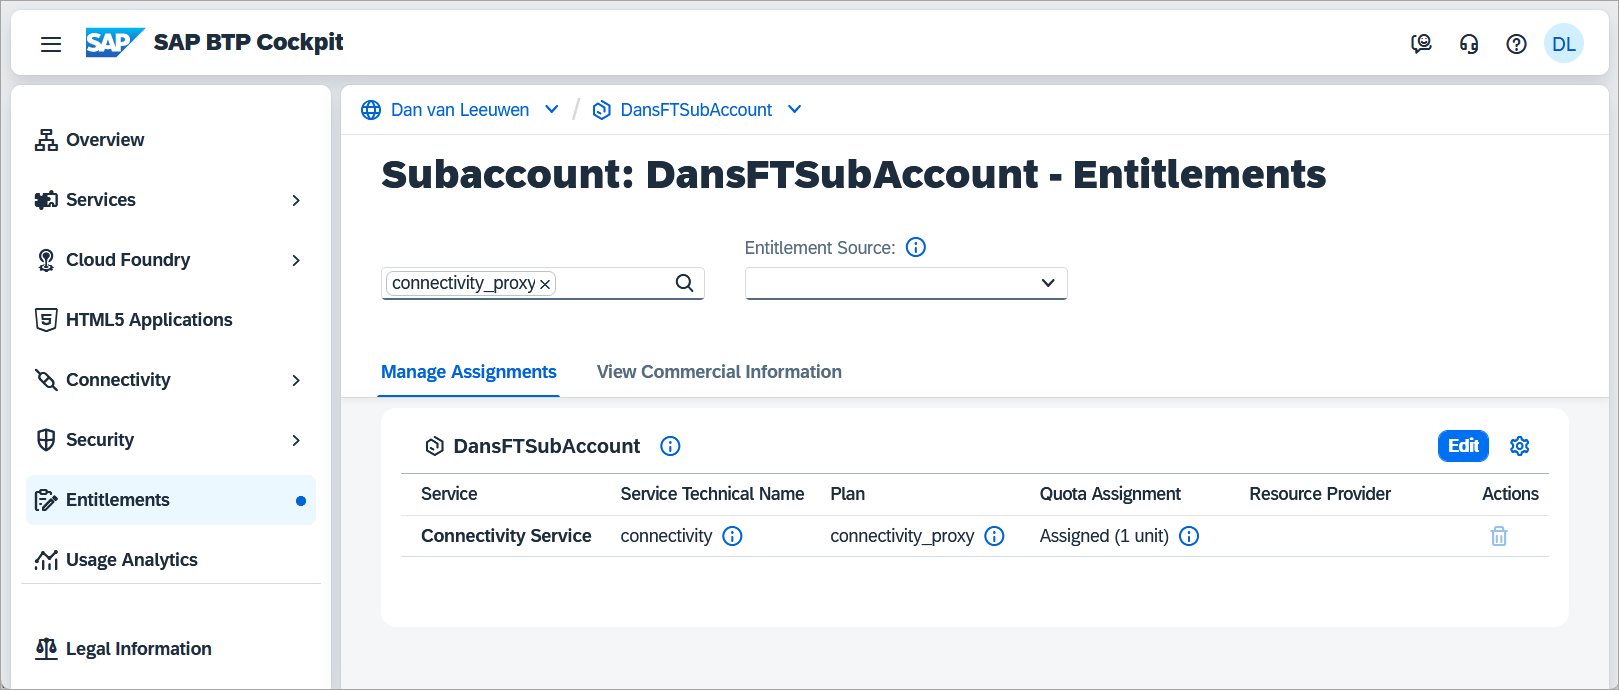 SAP SAP BTP Cockpit
DL
Overview
Services
Cloud Foundry
HTML5 Applications
Connectivity
Security
Entitlements
Usage Analytics
Legal Information
Dan van Leeuwen / DansFTSubAccount
Subaccount: DansFTSubAccount - Entitlements
Entitlement Source:
connectivity_proxy
Manage Assignments View Commercial Information
DansFTSubAccount
Edit
Service Service Technical Name Plan Quota Assignment Resource Provider Actions
Connectivity Service connectivity connectivity_proxy Assigned (1 unit)